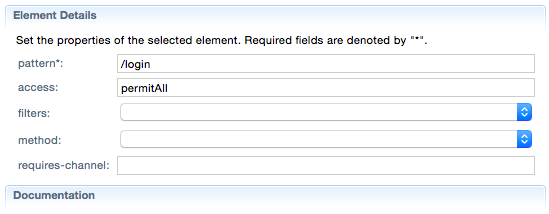 Element Details
Set the properties of the selected element. Required fields are denoted by "*".
pattern*: /login
access: permitAll
filters:
method:
requires-channel:
Documentation